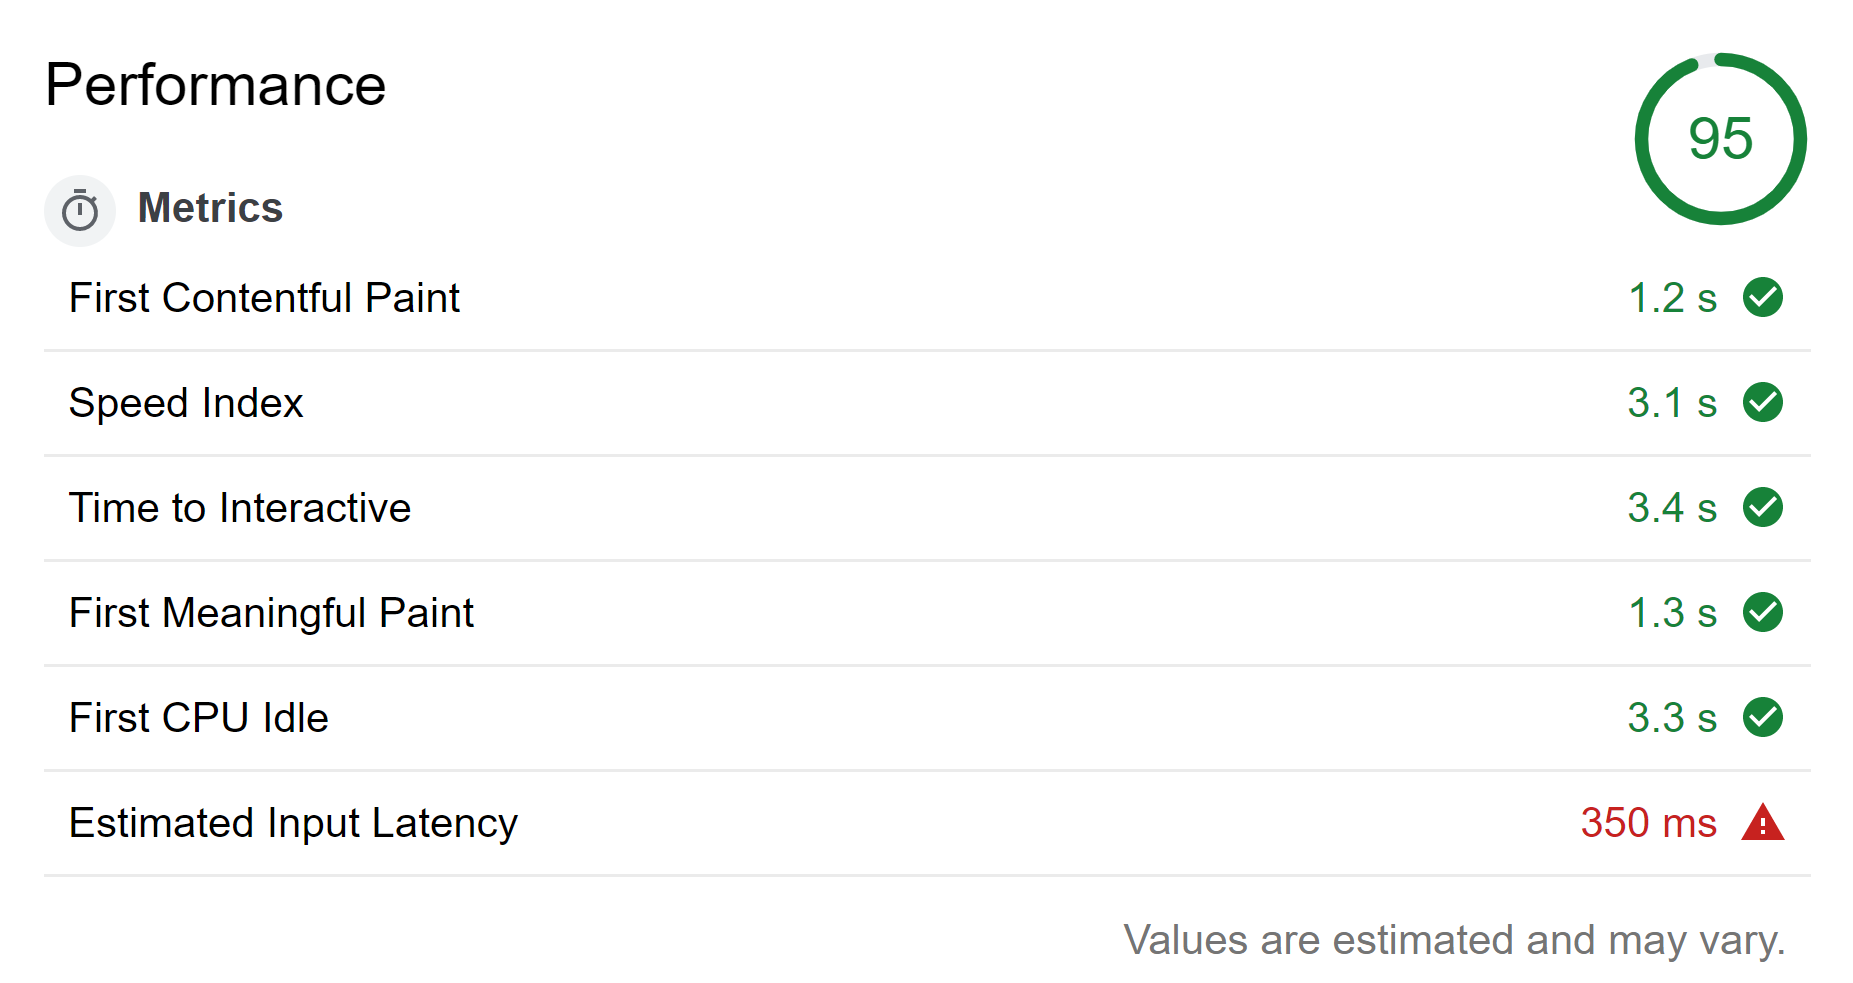 Performance
95
Metrics
First Contentful Paint 1.2 s
Speed Index 3.1 s
Time to Interactive 3.4 s
First Meaningful Paint 1.3 s
First CPU Idle 3.3 s
Estimated Input Latency 350 ms
Values are estimated and may vary.